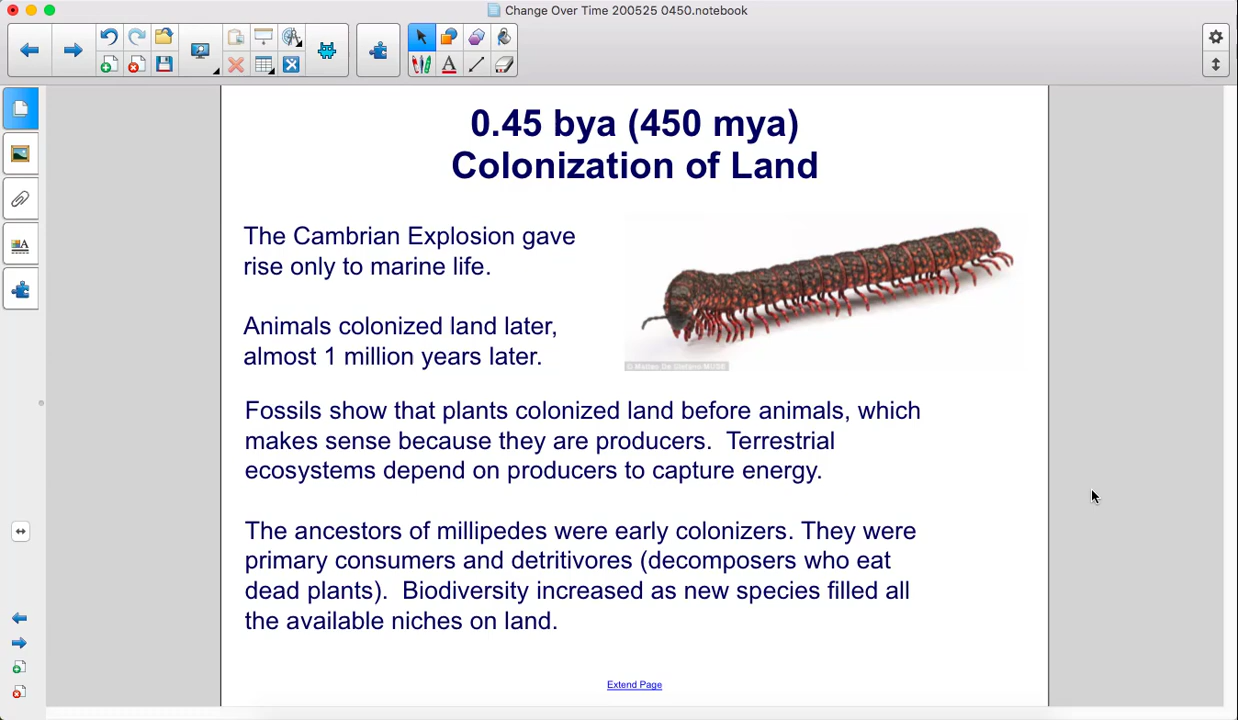 Change Over Time 200525 0450.notebook
0.45 bya (450 mya)
Colonization of Land
The Cambrian Explosion gave
rise only to marine life.
Animals colonized land later,
almost 1 million years later.
Fossils show that plants colonized land before animals, which
makes sense because they are producers. Terrestrial
ecosystems depend on producers to capture energy.
The ancestors of millipedes were early colonizers. They were
primary consumers and detritivores (decomposers who eat
dead plants). Biodiversity increased as new species filled all
the available niches on land.
Extend Page